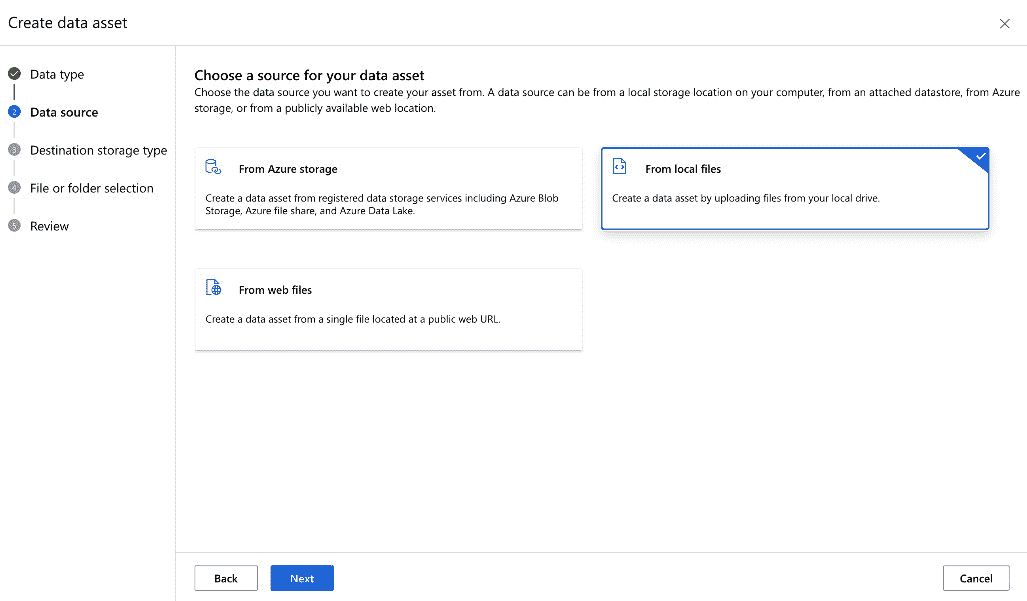 Create data asset
Data type
2 Data source
3 Destination storage type
4 File or folder selection
5 Review
Choose a source for your data asset
Choose the data source you want to create your asset from. A data source can be from a local storage location on your computer, from an attached datastore, from Azure
storage, or from a publicly available web location.
From Azure storage
Create a data asset from registered data storage services including Azure Blob
Storage, Azure file share, and Azure Data Lake.
From local files
Create a data asset by uploading files from your local drive.
From web files
Create a data asset from a single file located at a public web URL.
Back
Next
Cancel